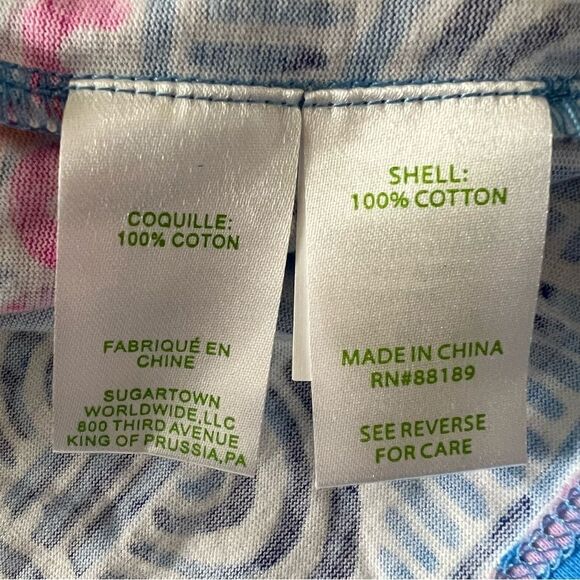 COQUILLE:
100% COTON
FABRIQUÉ EN
CHINE
SUGARTOWN
WORLDWIDE,LLC
800 THIRD AVENUE
KING OF PRUSSIA,PA
SHELL:
100% COTTON
MADE IN CHINA
RN#88189
SEE REVERSE
FOR CARE